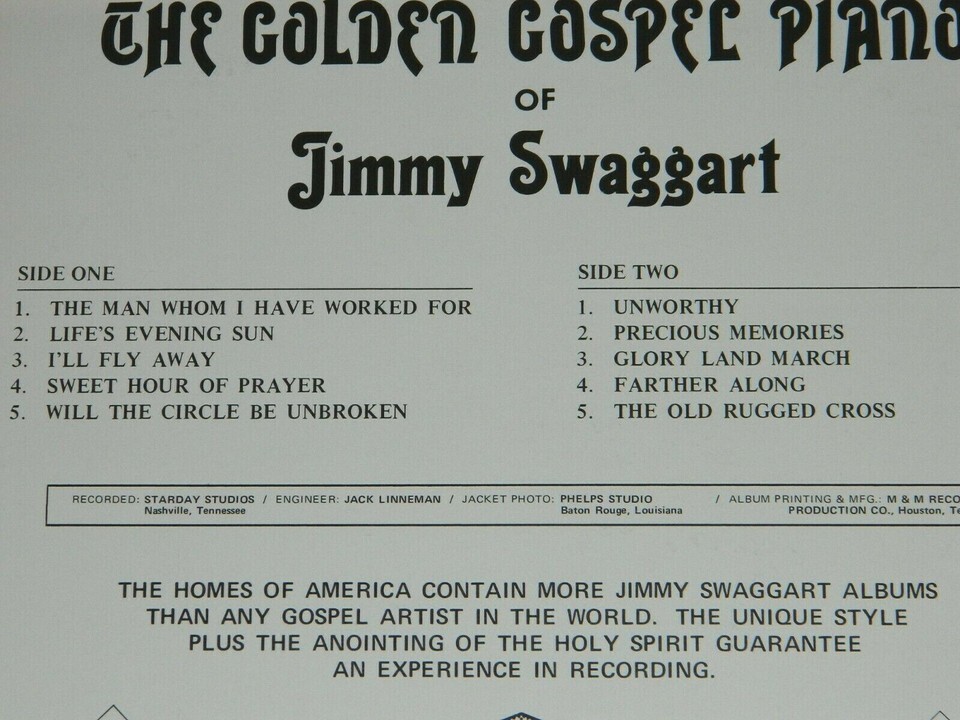 THE GOLDEN GOSPEL PIANO
OF
Jimmy Swaggart
SIDE ONE
1. THE MAN WHOM I HAVE WORKED FOR
2. LIFE'S EVENING SUN
3. I'LL FLY AWAY
4. SWEET HOUR OF PRAYER
5. WILL THE CIRCLE BE UNBROKEN
SIDE TWO
1. UNWORTHY
2. PRECIOUS MEMORIES
3. GLORY LAND MARCH
4. FARTHER ALONG
5. THE OLD RUGGED CROSS
RECORDED: STARDAY STUDIOS / ENGINEER: JACK LINNEMAN / JACKET PHOTO: PHELPS STUDIO / ALBUM PRINTING & MFG.: M & M RECO
Nashville, Tennessee Baton Rouge, Louisiana PRODUCTION CO., Houston, Te
THE HOMES OF AMERICA CONTAIN MORE JIMMY SWAGGART ALBUMS
THAN ANY GOSPEL ARTIST IN THE WORLD. THE UNIQUE STYLE
PLUS THE ANOINTING OF THE HOLY SPIRIT GUARANTEE
AN EXPERIENCE IN RECORDING.